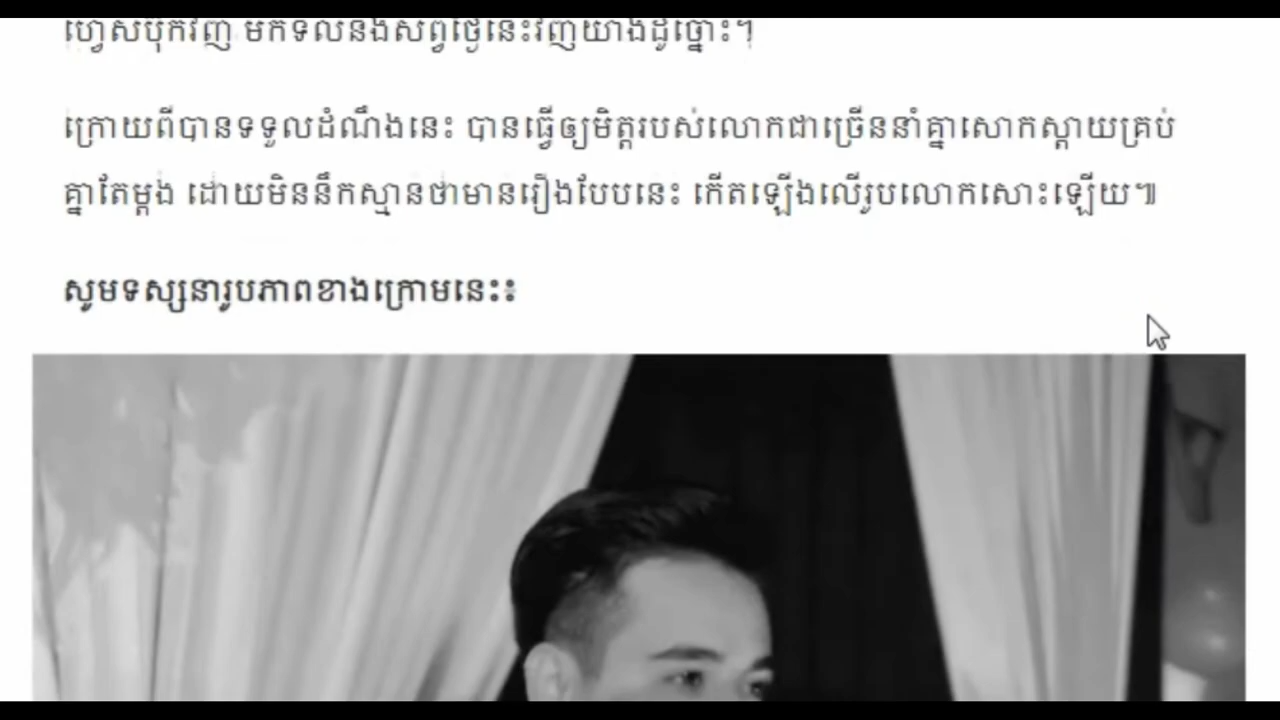 ហ្វេសប៊ុកវិញ មកទល់នឹងសព្វថ្ងៃនេះវិញយ៉ាងដូច្នោះ។
ក្រោយពីបានទទួលដំណឹងនេះ បានធ្វើឲ្យមិត្តរបស់លោកជាច្រើននាំគ្នាសោកស្តាយគ្រប់
គ្នាតែម្តង ដោយមិននឹកស្មានថាមានរឿងបែបនេះ កើតឡើងលើរូបលោកសោះឡើយ៕
សូមទស្សនារូបភាពខាងក្រោមនេះ៖